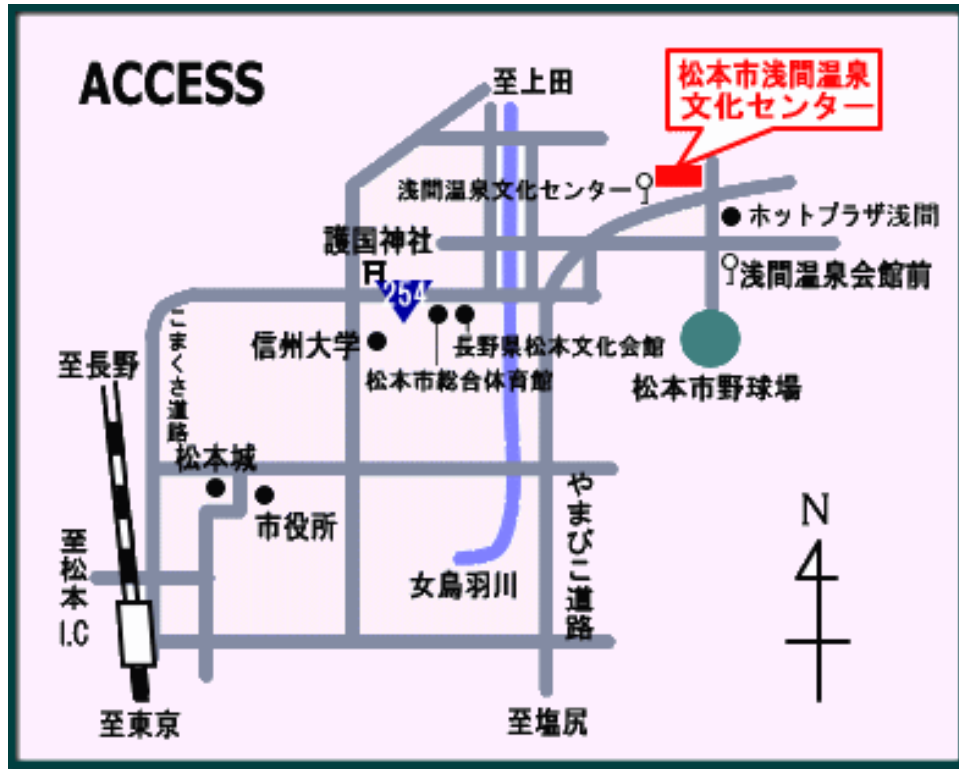 ACCESS
至上田
松本市浅間温泉
文化センター
浅間温泉文化センター
ホットプラザ浅間
護国神社
254
浅間温泉会館前
こまくさ道路
信州大学
長野県松本文化会館
松本市総合体育館
松本市野球場
至長野
松本城
市役所
やまびこ道路
N
至松本I.C
女鳥羽川
至東京
至塩尻